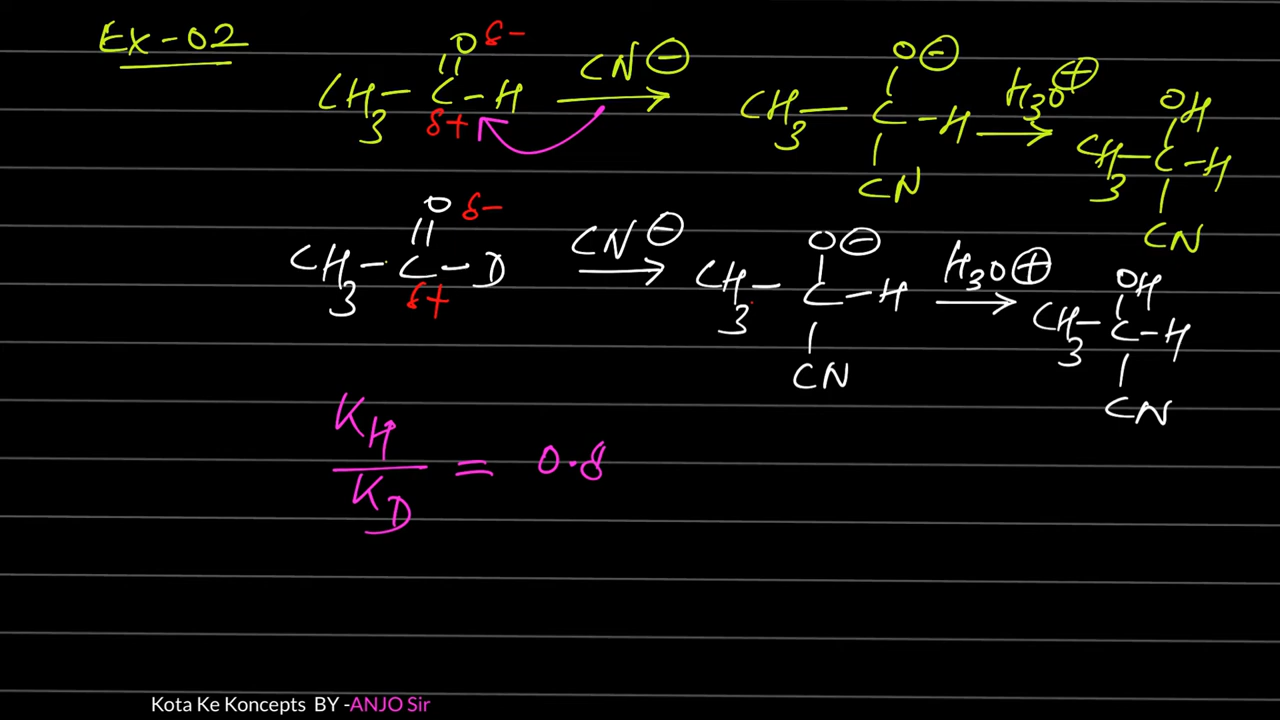 Ex-02
O δ-
CH3-C-H CN⊖ → CH3-C-H H3O⊕ → CH3-C-H
δ+
O⊖
CN
OH
CN
O δ-
CH3-C-D CN⊖ → CH3-C-H H3O⊕ → CH3-C-H
δ+
O⊖
CN
OH
CN
KH/KD = 0.8
Kota Ke Koncepts BY -ANJO Sir